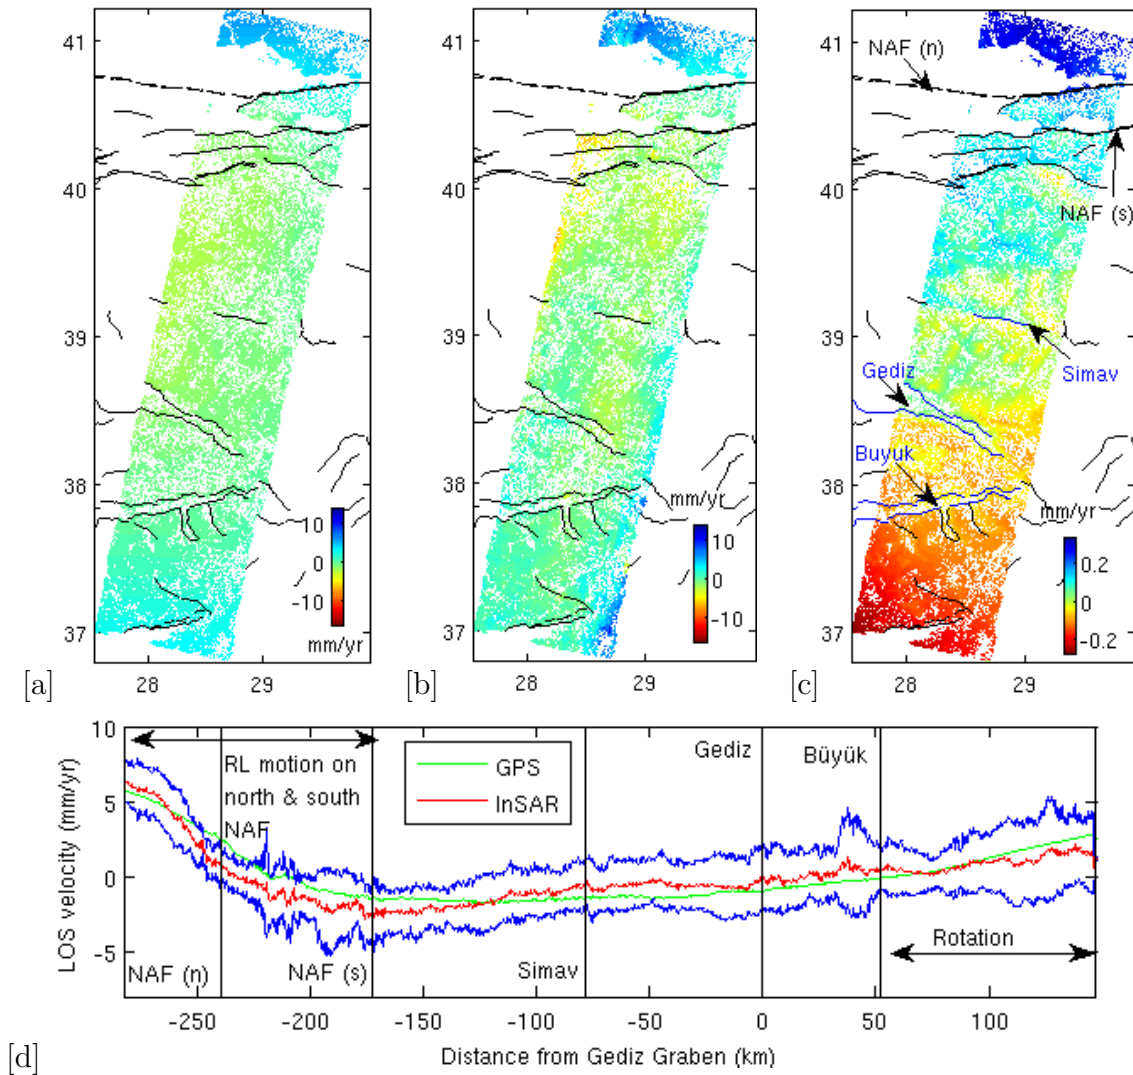 41
40
39
38
37
28
29
10
0
-10
mm/yr
[a]
41
40
39
38
37
28
29
mm/yr
10
0
-10
[b]
41
40
39
38
37
28
29
NAF (n)
NAF (s)
Simav
Gediz
Buyuk
mm/yr
0.2
0
-0.2
[c]
10
5
0
-5
LOS velocity (mm/yr)
RL motion on
north & south
NAF
GPS
InSAR
Gediz
Büyük
NAF (n)
NAF (s)
Simav
Rotation
-250
-200
-150
-100
-50
0
50
100
Distance from Gediz Graben (km)
[d]